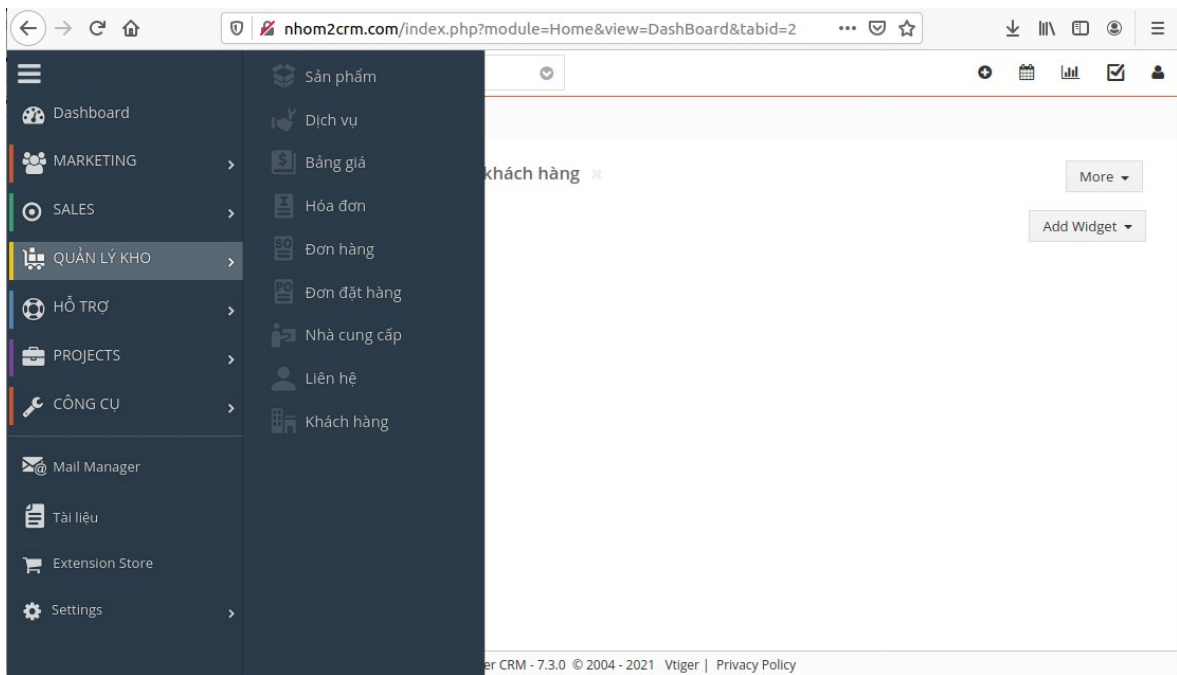 nhom2crm.com/index.php?module=Home&view=DashBoard&tabid=2
Dashboard
MARKETING
SALES
QUẢN LÝ KHO
HỖ TRỢ
PROJECTS
CÔNG CỤ
Mail Manager
Tài liệu
Extension Store
Settings
Sản phẩm
Dịch vụ
Bảng giá
Hóa đơn
Đơn hàng
Đơn đặt hàng
Nhà cung cấp
Liên hệ
Khách hàng
khách hàng
More
Add Widget
er CRM - 7.3.0 © 2004 - 2021 Vtiger | Privacy Policy